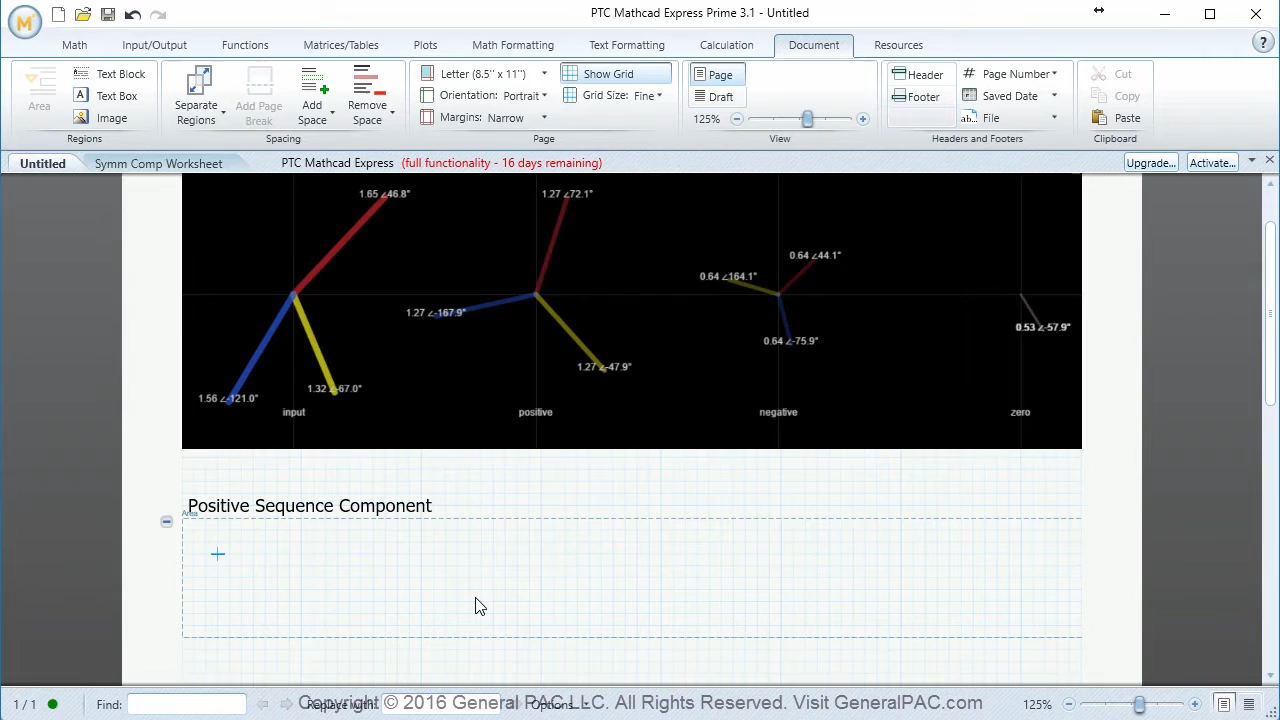 PTC Mathcad Express Prime 3.1 - Untitled
Math Input/Output Functions Matrices/Tables Plots Math Formatting Text Formatting Calculation Document Resources
Area
Text Block
Text Box
Image
Regions
Separate Regions
Add Page Break
Add Space
Remove Space
Spacing
Letter (8.5" x 11")
Orientation: Portrait
Margins: Narrow
Show Grid
Grid Size: Fine
Page
Page
Draft
125%
View
Header
Footer
Page Number
Saved Date
File
Headers and Footers
Cut
Copy
Paste
Clipboard
Untitled Symm Comp Worksheet PTC Mathcad Express (full functionality - 16 days remaining) Upgrade... Activate...
1.65 ∠46.8°
1.56 ∠-121.0°
1.32 ∠-67.0°
input
1.27 ∠72.1°
1.27 ∠-167.9°
1.27 ∠-47.9°
positive
0.64 ∠44.1°
0.64 ∠164.1°
0.64 ∠-75.9°
negative
0.53 ∠-57.9°
zero
Positive Sequence Component
Area
1 / 1 Find: Replace with: Options 125%
Copyright © 2016 General PAC LLC. All Rights Reserved. Visit GeneralPAC.com